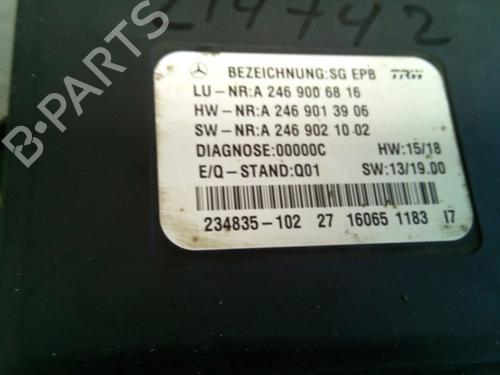 214742
BEZEICHNUNG:SG EPB TRW
LU-NR:A 246 900 68 16
HW-NR:A 246 901 39 06
SW-NR:A 246 902 10 02
DIAGNOSE:00000C HW:15/18
E/Q-STAND:Q01 SW:13/19.00
234835-102 27 16065 1183 17
B-PARTS